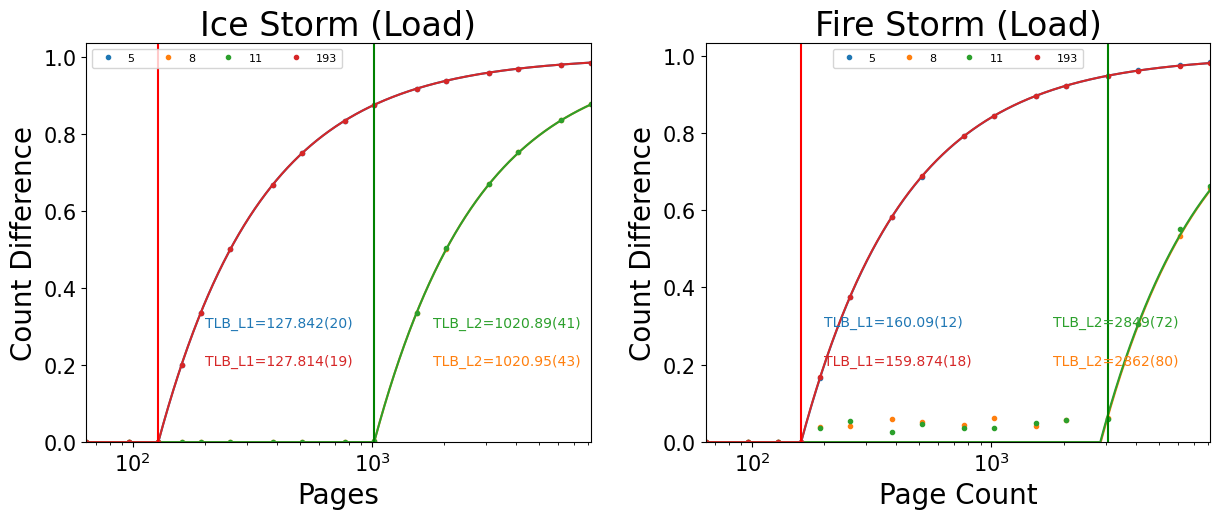 Ice Storm (Load)
5 8 11 193
Count Difference
1.0
0.8
0.6
0.4
0.2
0.0
TLB_L1=127.842(20)
TLB_L2=1020.89(41)
TLB_L1=127.814(19)
TLB_L2=1020.95(43)
10² 10³
Pages
Fire Storm (Load)
5 8 11 193
Count Difference
1.0
0.8
0.6
0.4
0.2
0.0
TLB_L1=160.09(12)
TLB_L2=2849(72)
TLB_L1=159.874(18)
TLB_L2=2862(80)
10² 10³
Page Count